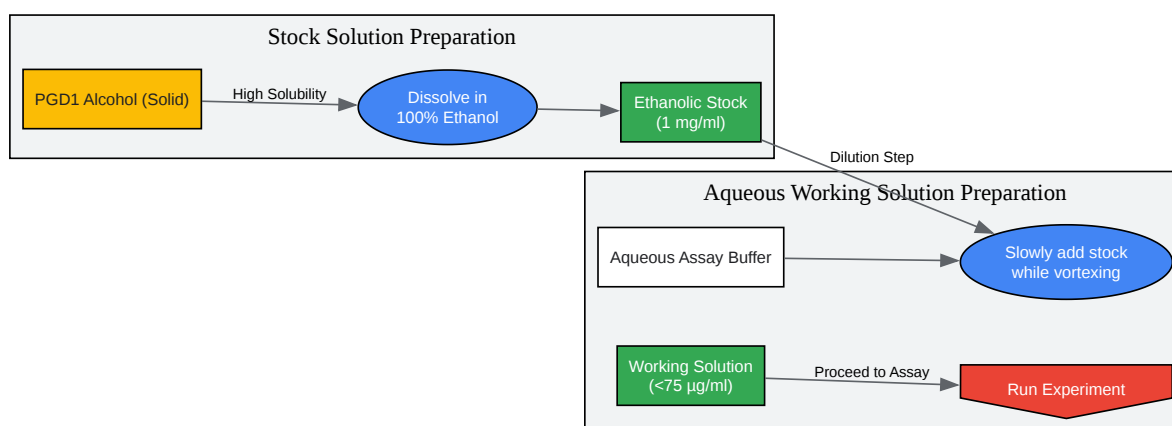 Stock Solution Preparation
PGD1 Alcohol (Solid)
High Solubility
Dissolve in
100% Ethanol
Ethanolic Stock
(1 mg/ml)
Dilution Step
Aqueous Working Solution Preparation
Aqueous Assay Buffer
Slowly add stock
while vortexing
Working Solution
(<75 µg/ml)
Proceed to Assay
Run Experiment